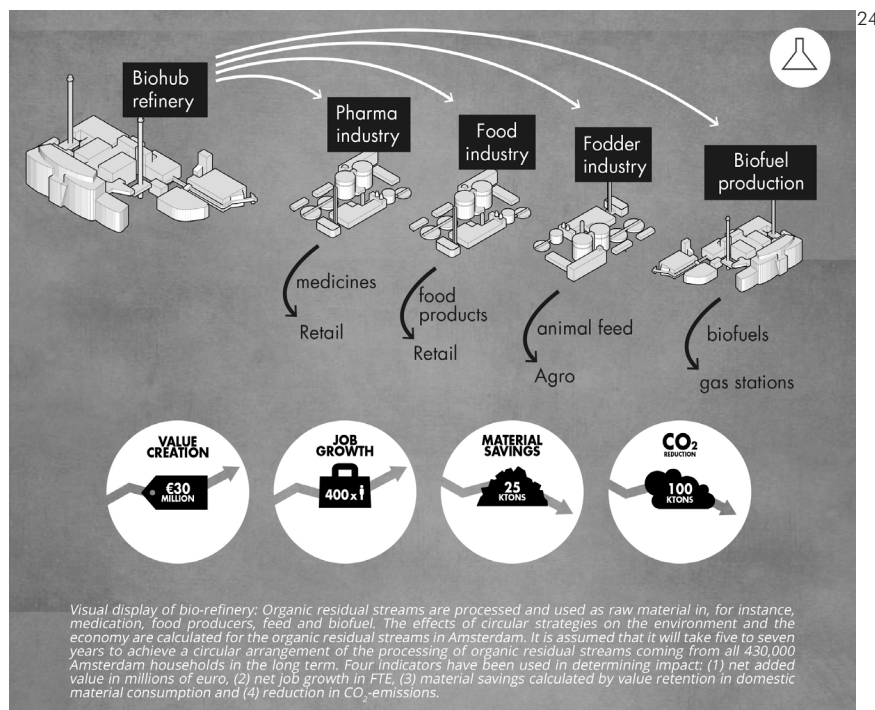 24
Biohub
refinery
Pharma
industry
Food
industry
Fodder
industry
Biofuel
production
medicines
Retail
food
products
Retail
animal feed
Agro
biofuels
gas stations
VALUE
CREATION
€30
MILLION
JOB
GROWTH
400x
MATERIAL
SAVINGS
25
KTONS
CO₂
REDUCTION
100
KTONS
Visual display of bio-refinery: Organic residual streams are processed and used as raw material in, for instance,
medication, food producers, feed and biofuel. The effects of circular strategies on the environment and the
economy are calculated for the organic residual streams in Amsterdam. It is assumed that it will take five to seven
years to achieve a circular arrangement of the processing of organic residual streams coming from all 430,000
Amsterdam households in the long term. Four indicators have been used in determining impact: (1) net added
value in millions of euro, (2) net job growth in FTE, (3) material savings calculated by value retention in domestic
material consumption and (4) reduction in CO₂-emissions.